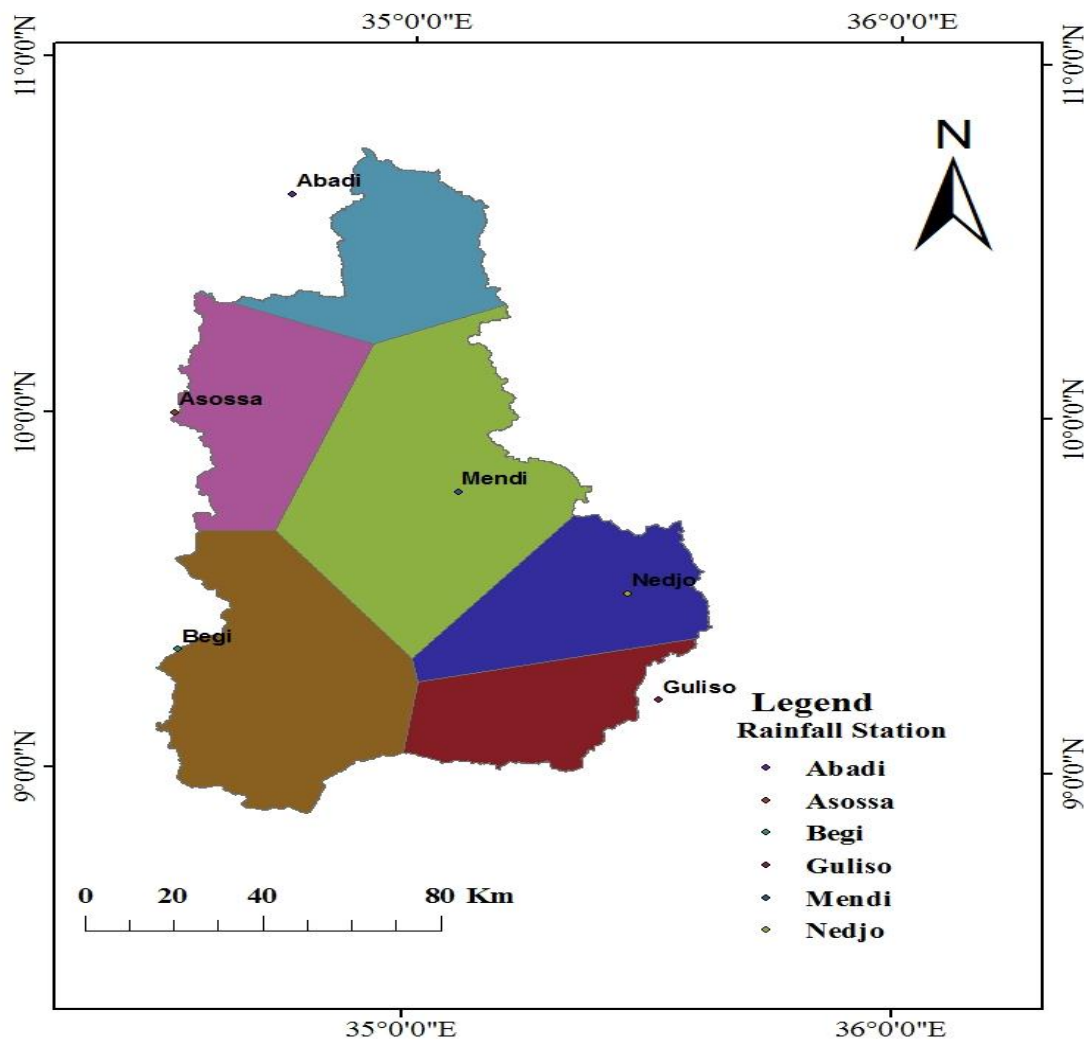 35°0'0"E
36°0'0"E
11°0'0"N
11°0'0"N
N
Abadi
Asossa
10°0'0"N
10°0'0"N
Mendi
Nedjo
Begi
Guliso
Legend
Rainfall Station
Abadi
Asossa
Begi
Guliso
Mendi
Nedjo
9°0'0"N
9°0'0"N
0 20 40 80 Km
35°0'0"E
36°0'0"E